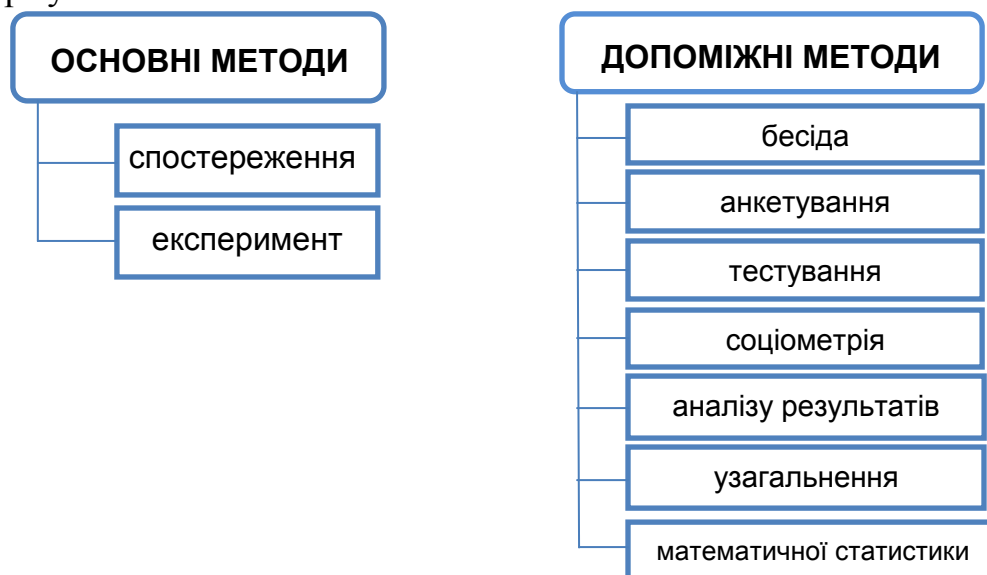 ОСНОВНІ МЕТОДИ
спостереження
експеримент
ДОПОМІЖНІ МЕТОДИ
бесіда
анкетування
тестування
соціометрія
аналізу результатів
узагальнення
математичної статистики